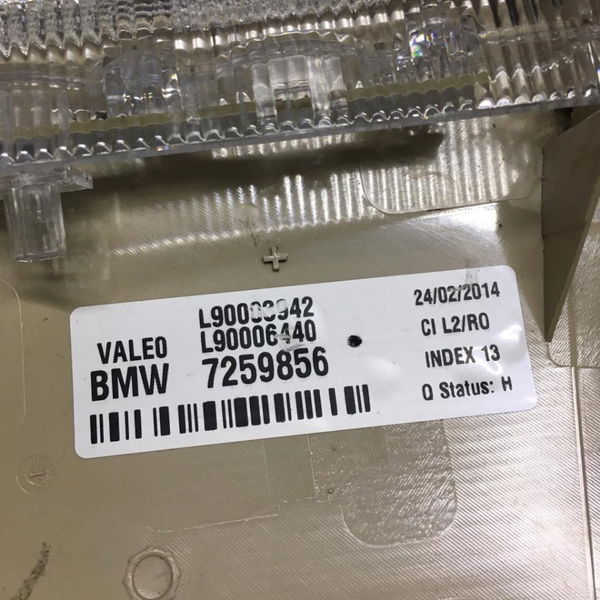 VALEO
L90006440
BMW 7259856
24/02/2014
CI L2/RO
INDEX 13
Q Status: H